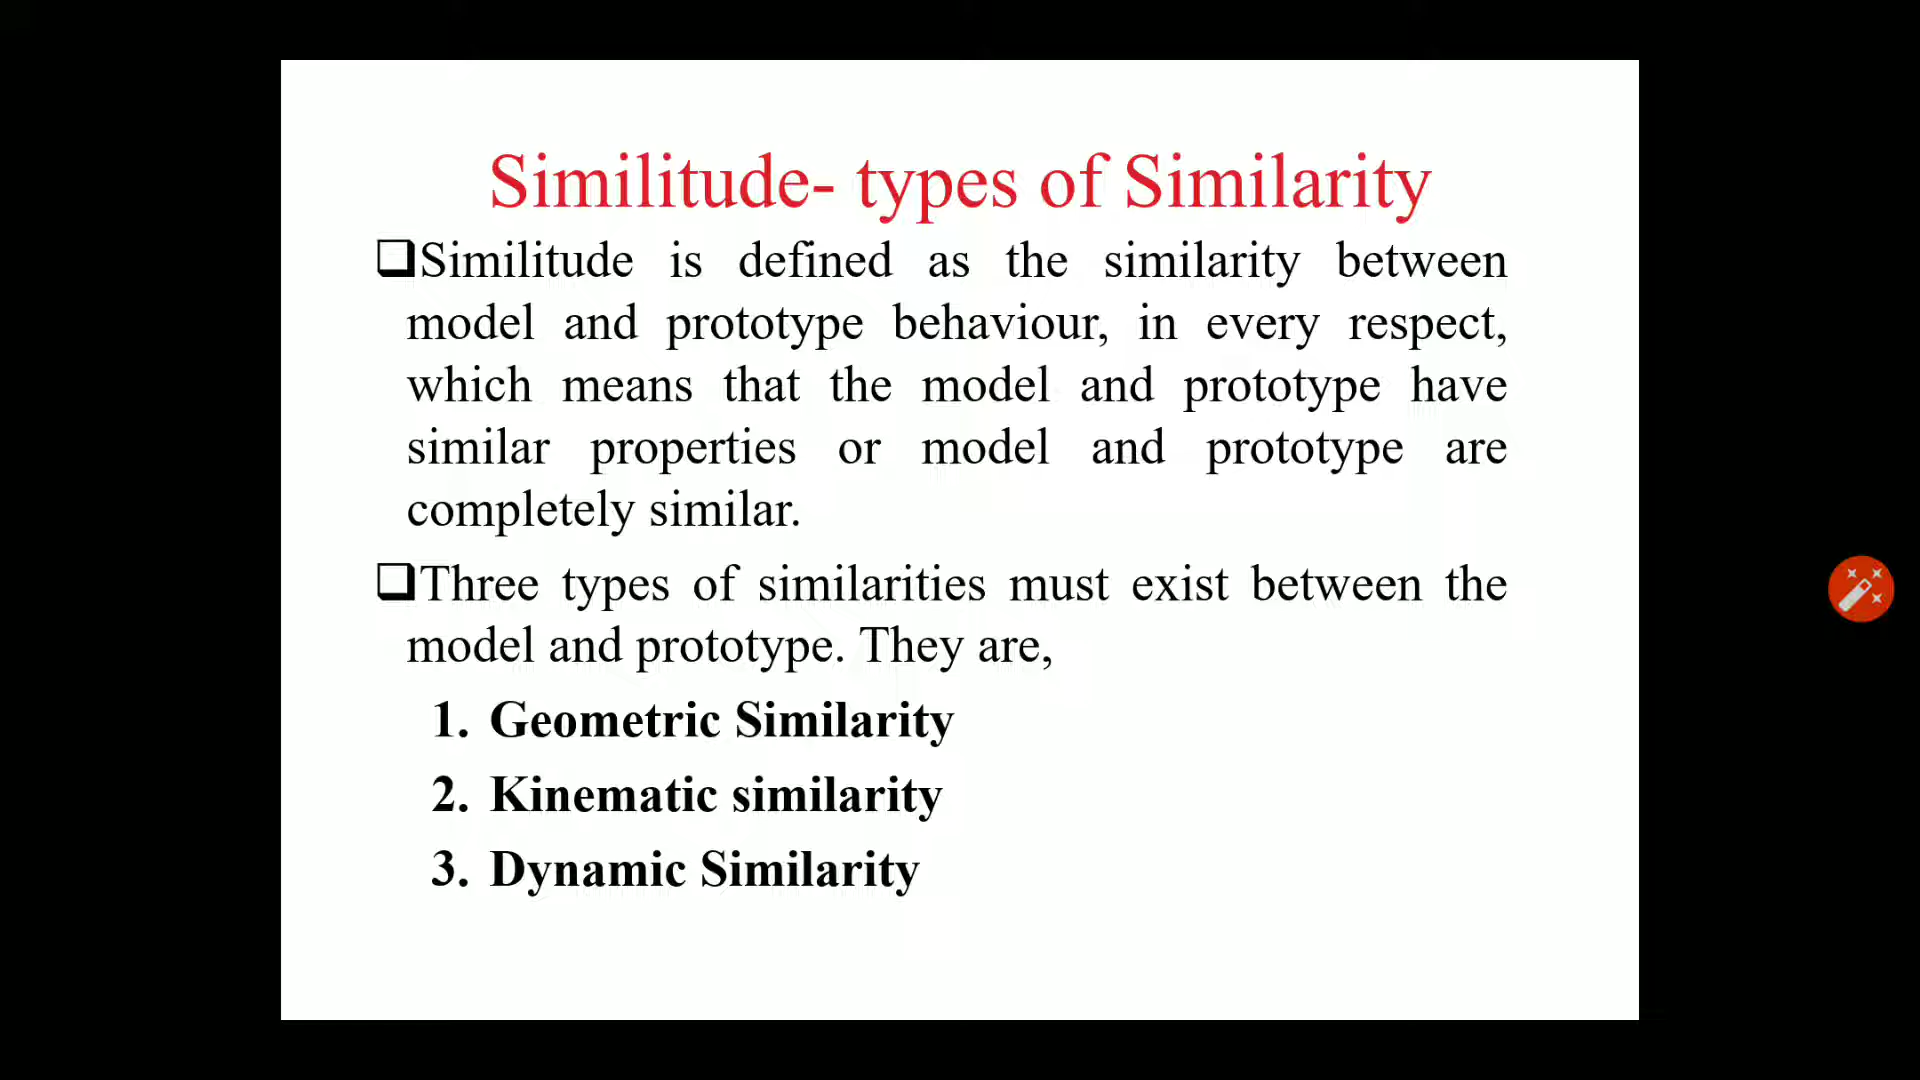 Similitude- types of Similarity
❑Similitude is defined as the similarity between
model and prototype behaviour, in every respect,
which means that the model and prototype have
similar properties or model and prototype are
completely similar.
❑Three types of similarities must exist between the
model and prototype. They are,
1. Geometric Similarity
2. Kinematic similarity
3. Dynamic Similarity